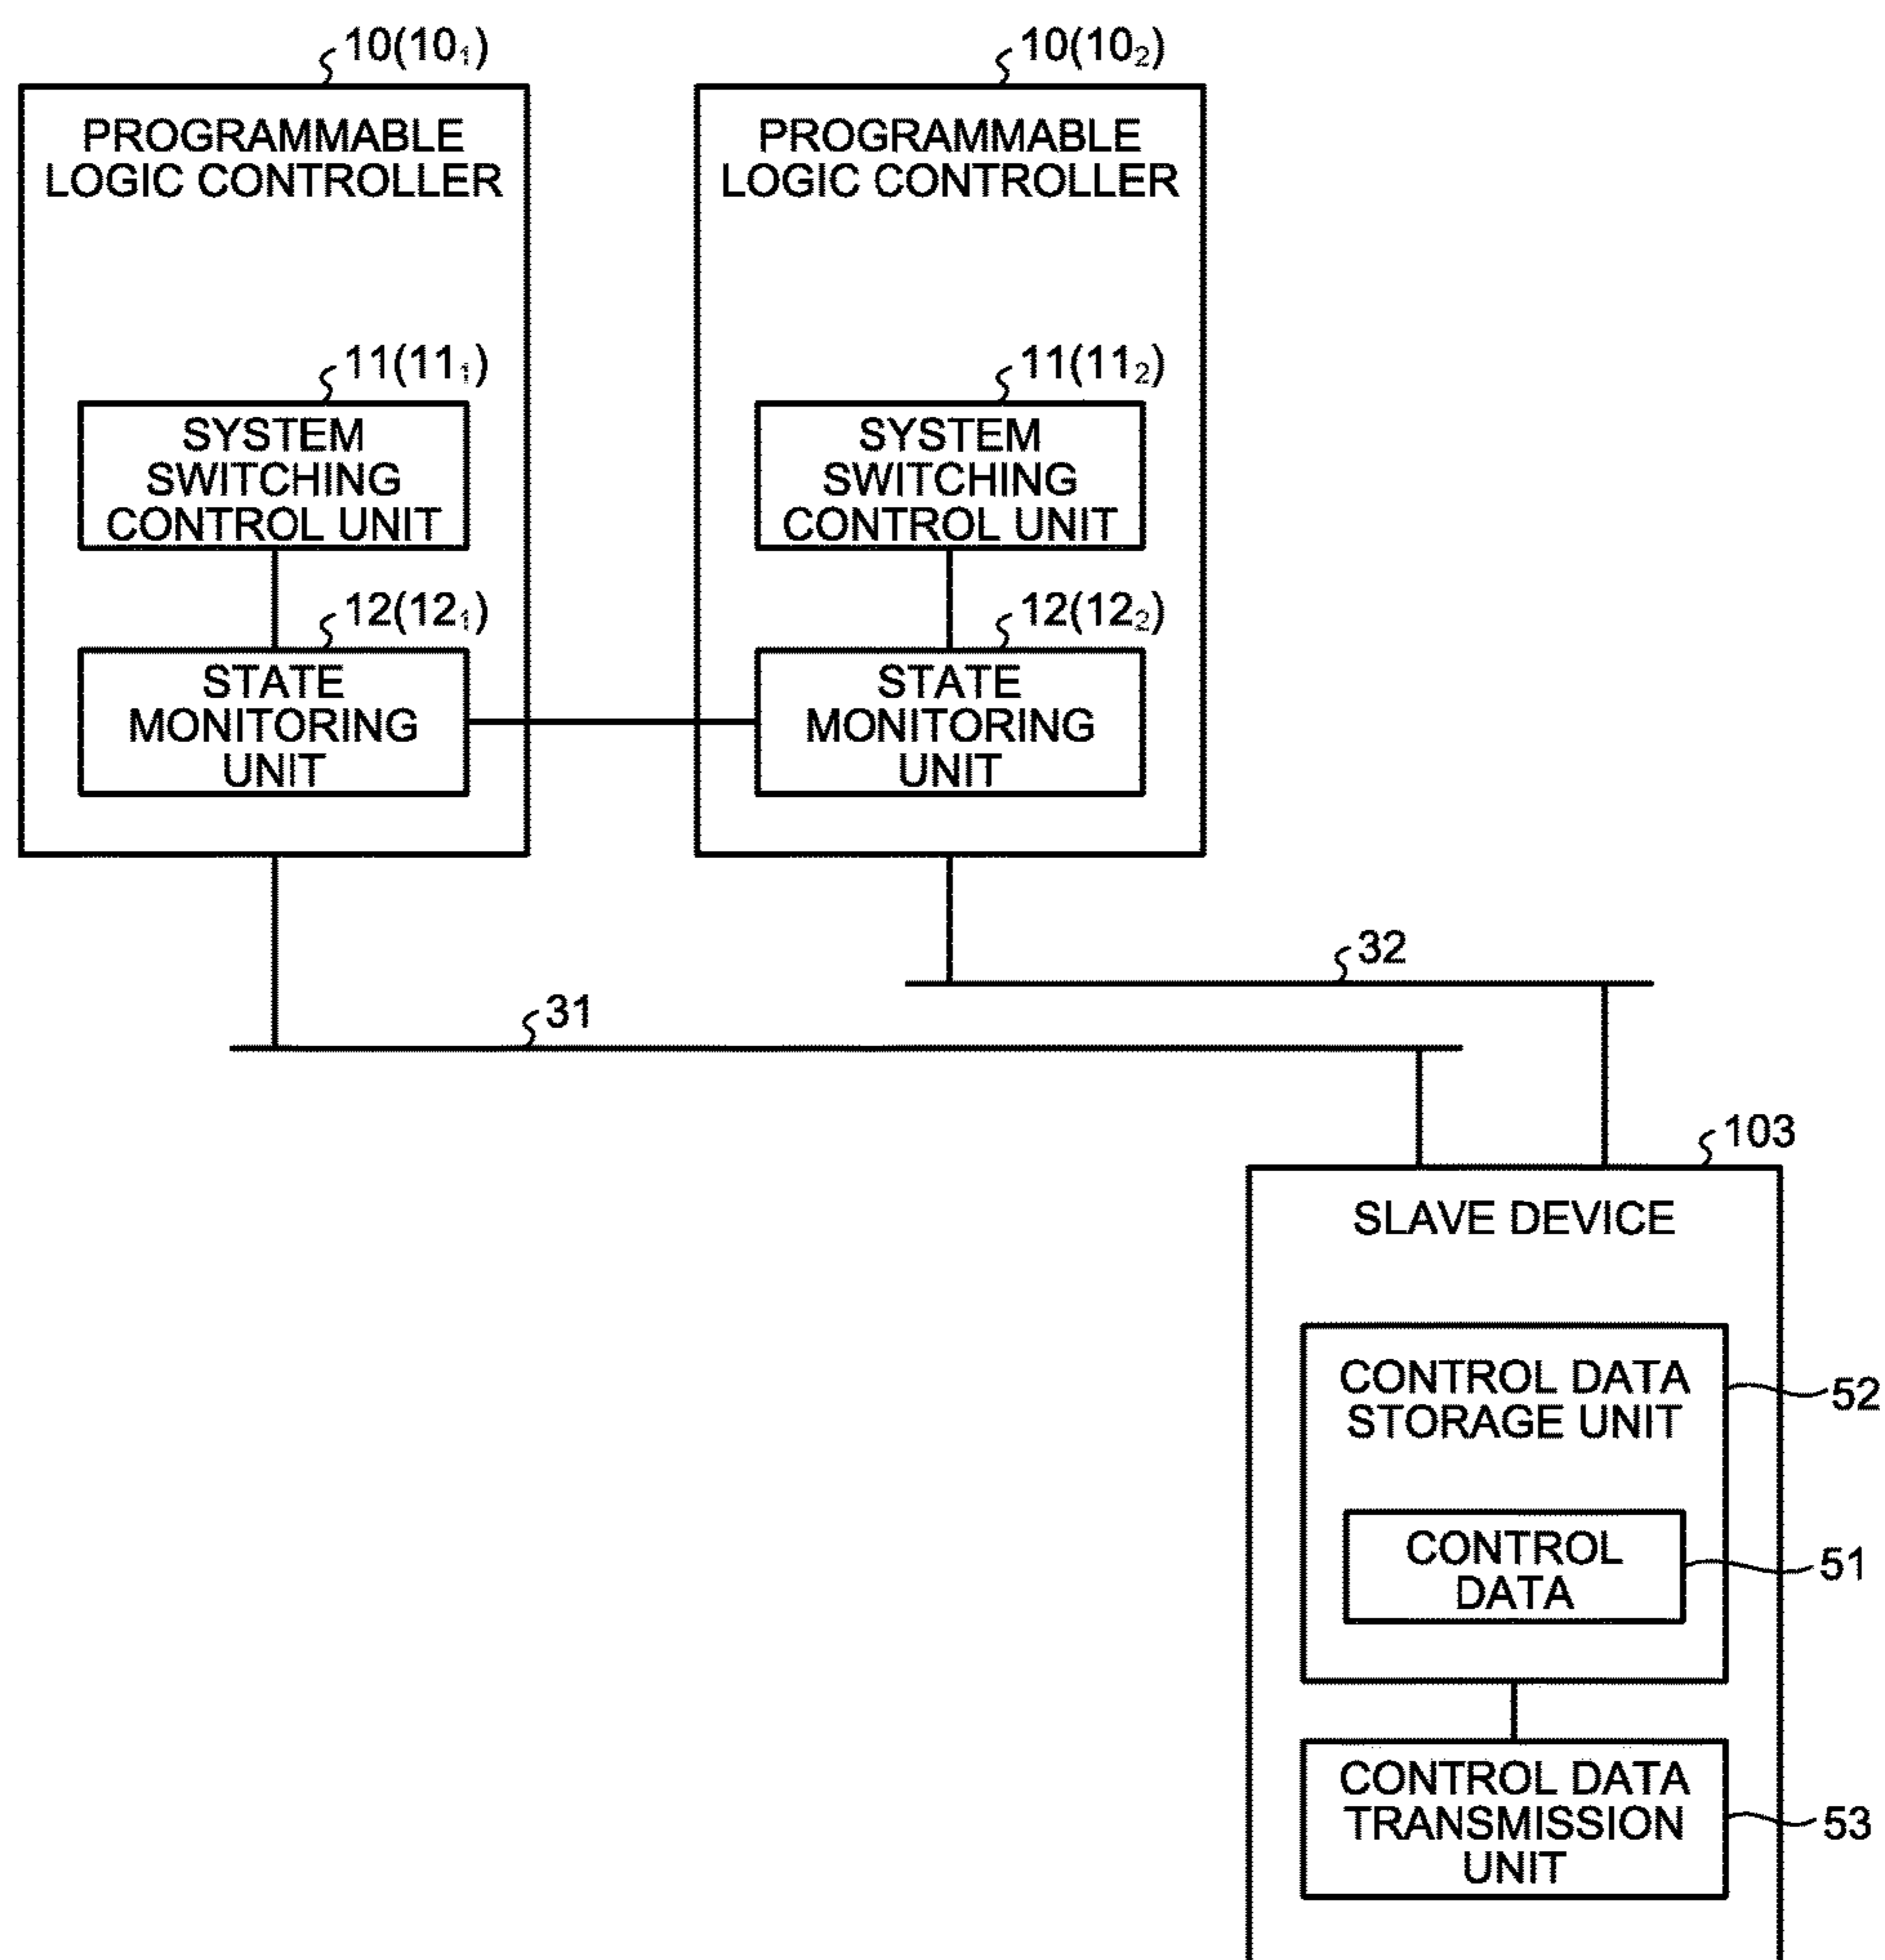 10(10₁)
10(10₂)
PROGRAMMABLE
LOGIC CONTROLLER
PROGRAMMABLE
LOGIC CONTROLLER
11(11₁)
11(11₂)
SYSTEM
SWITCHING
CONTROL UNIT
SYSTEM
SWITCHING
CONTROL UNIT
12(12₁)
12(12₂)
STATE
MONITORING
UNIT
STATE
MONITORING
UNIT
32
31
103
SLAVE DEVICE
CONTROL DATA
STORAGE UNIT
52
CONTROL
DATA
51
CONTROL DATA
TRANSMISSION
UNIT
53